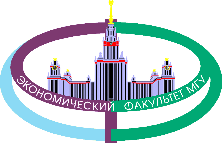 ЭКОНОМИЧЕСКИЙ ФАКУЛЬТЕТ МГУ